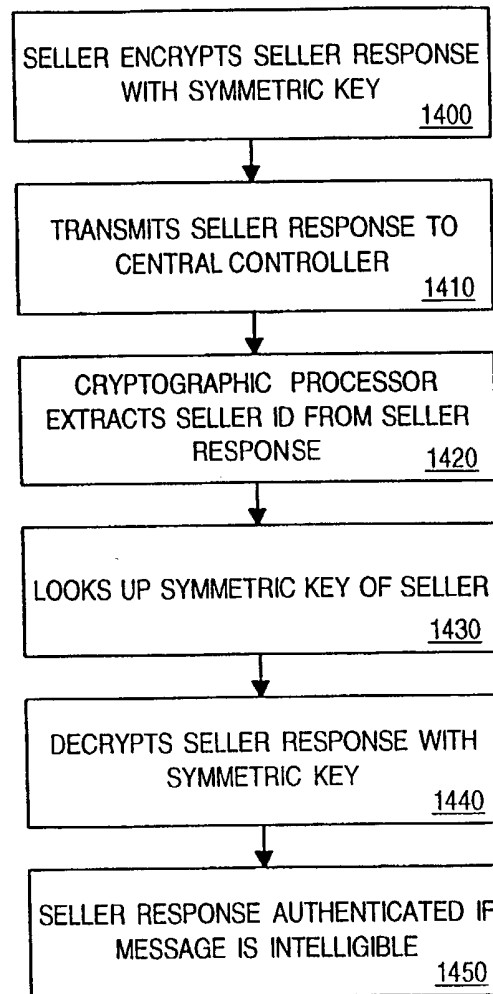 SELLER ENCRYPTS SELLER RESPONSE
WITH SYMMETRIC KEY
1400
TRANSMITS SELLER RESPONSE TO
CENTRAL CONTROLLER
1410
CRYPTOGRAPHIC PROCESSOR
EXTRACTS SELLER ID FROM SELLER
RESPONSE
1420
LOOKS UP SYMMETRIC KEY OF SELLER
1430
DECRYPTS SELLER RESPONSE WITH
SYMMETRIC KEY
1440
SELLER RESPONSE AUTHENTICATED IF
MESSAGE IS INTELLIGIBLE
1450